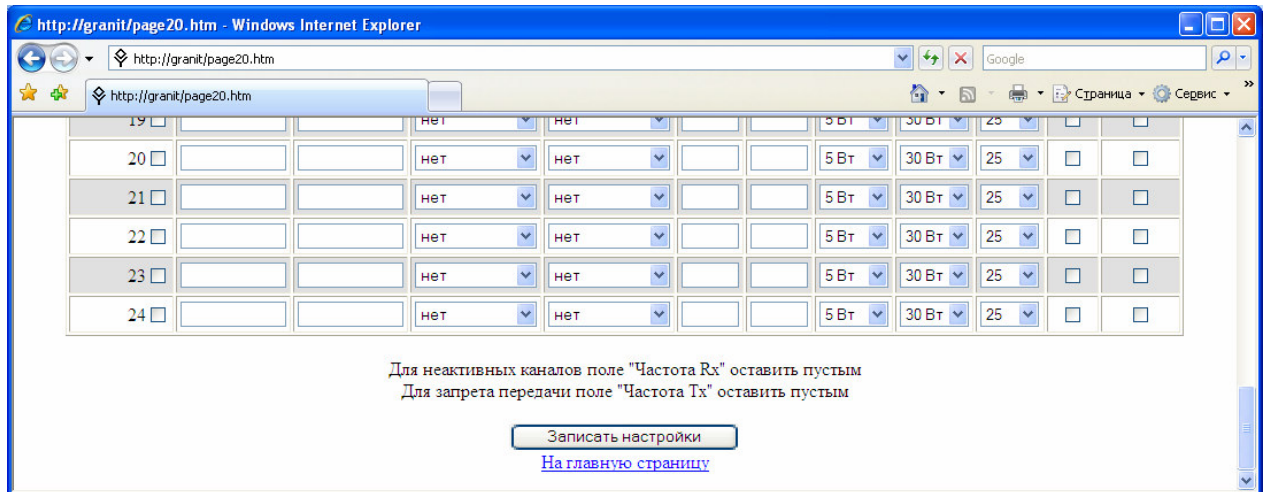 http://granit/page20.htm - Windows Internet Explorer
http://granit/page20.htm Google
http://granit/page20.htm Страница Сервис »
19 нет нет 5 Вт 30 Вт 25
20 нет нет 5 Вт 30 Вт 25
21 нет нет 5 Вт 30 Вт 25
22 нет нет 5 Вт 30 Вт 25
23 нет нет 5 Вт 30 Вт 25
24 нет нет 5 Вт 30 Вт 25
Для неактивных каналов поле "Частота Rx" оставить пустым
Для запрета передачи поле "Частота Tx" оставить пустым
Записать настройки
На главную страницу